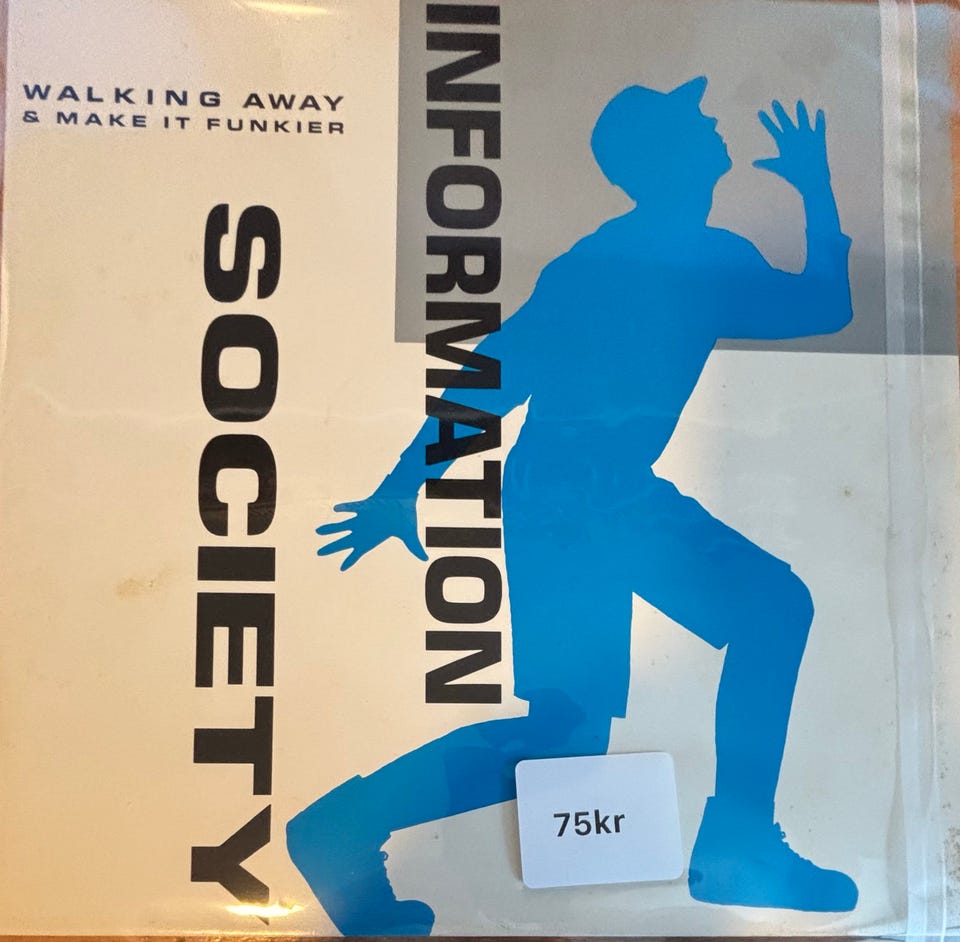 WALKING AWAY
& MAKE IT FUNKIER
INFORMATION
SOCIETY
75kr